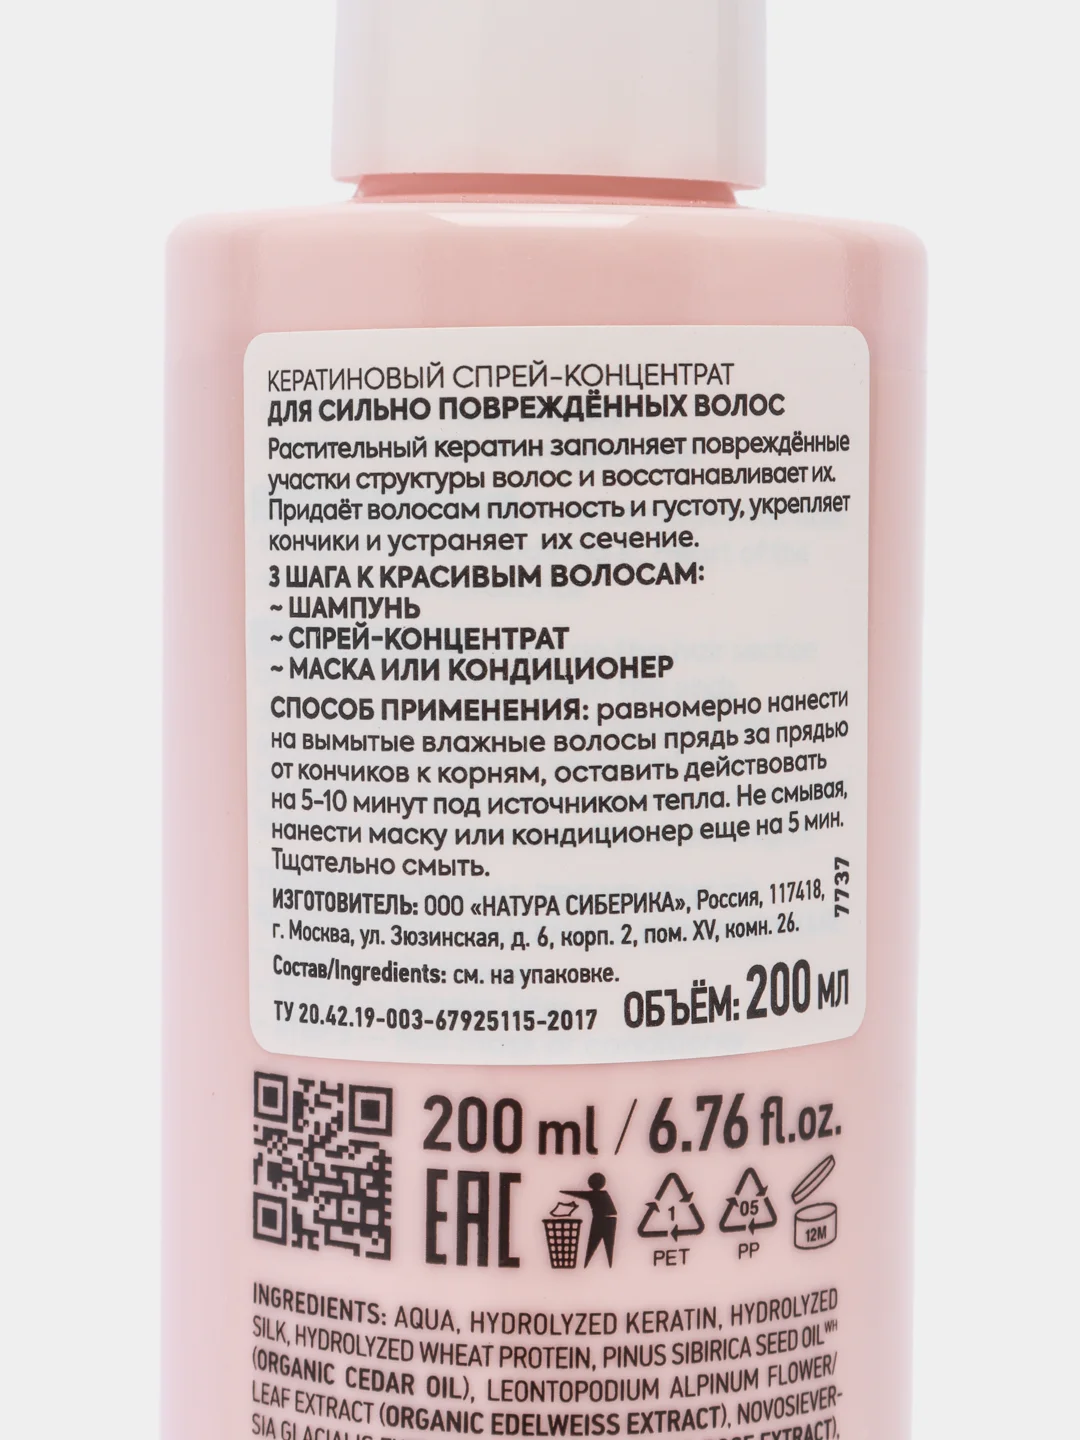 КЕРАТИНОВЫЙ СПРЕЙ-КОНЦЕНТРАТ
ДЛЯ СИЛЬНО ПОВРЕЖДЁННЫХ ВОЛОС
Растительный кератин заполняет повреждённые
участки структуры волос и восстанавливает их.
Придаёт волосам плотность и густоту, укрепляет
кончики и устраняет их сечение.
3 ШАГА К КРАСИВЫМ ВОЛОСАМ:
~ ШАМПУНЬ
~ СПРЕЙ-КОНЦЕНТРАТ
~ МАСКА ИЛИ КОНДИЦИОНЕР
СПОСОБ ПРИМЕНЕНИЯ: равномерно нанести
на вымытые влажные волосы прядь за прядью
от кончиков к корням, оставить действовать
на 5-10 минут под источником тепла. Не смывая,
нанести маску или кондиционер еще на 5 мин.
Тщательно смыть.
7737
ИЗГОТОВИТЕЛЬ: ООО «НАТУРА СИБЕРИКА», Россия, 117418,
г. Москва, ул. Зюзинская, д. 6, корп. 2, пом. XV, комн. 26.
Состав/Ingredients: см. на упаковке.
ТУ 20.42.19-003-67925115-2017 ОБЪЁМ: 200 МЛ
200 ml / 6.76 fl.oz.
EAC
1
PET
05
PP
12M
INGREDIENTS: AQUA, HYDROLYZED KERATIN, HYDROLYZED
SILK, HYDROLYZED WHEAT PROTEIN, PINUS SIBIRICA SEED OIL WH
(ORGANIC CEDAR OIL), LEONTOPODIUM ALPINUM FLOWER/
LEAF EXTRACT (ORGANIC EDELWEISS EXTRACT), NOVOSIEVER-
SIA GLACIALIS EXTRACT),